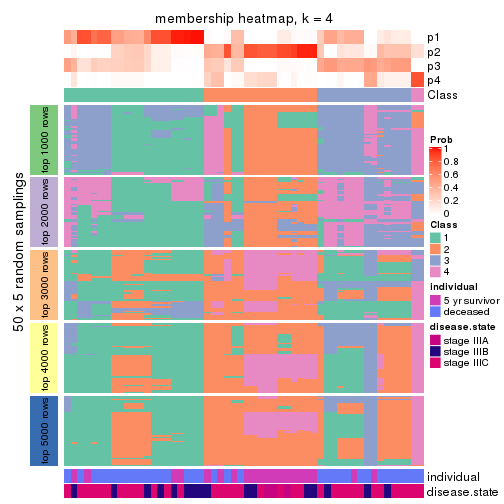 membership heatmap, k = 4
p1
p2
p3
p4
Class
50 x 5 random samplings
top 1000 rows
top 2000 rows
top 3000 rows
top 4000 rows
top 5000 rows
individual
disease.state
Prob
1
0.8
0.6
0.4
0.2
0
Class
1
2
3
4
individual
5 yr survivor
deceased
disease.state
stage IIIA
stage IIIB
stage IIIC